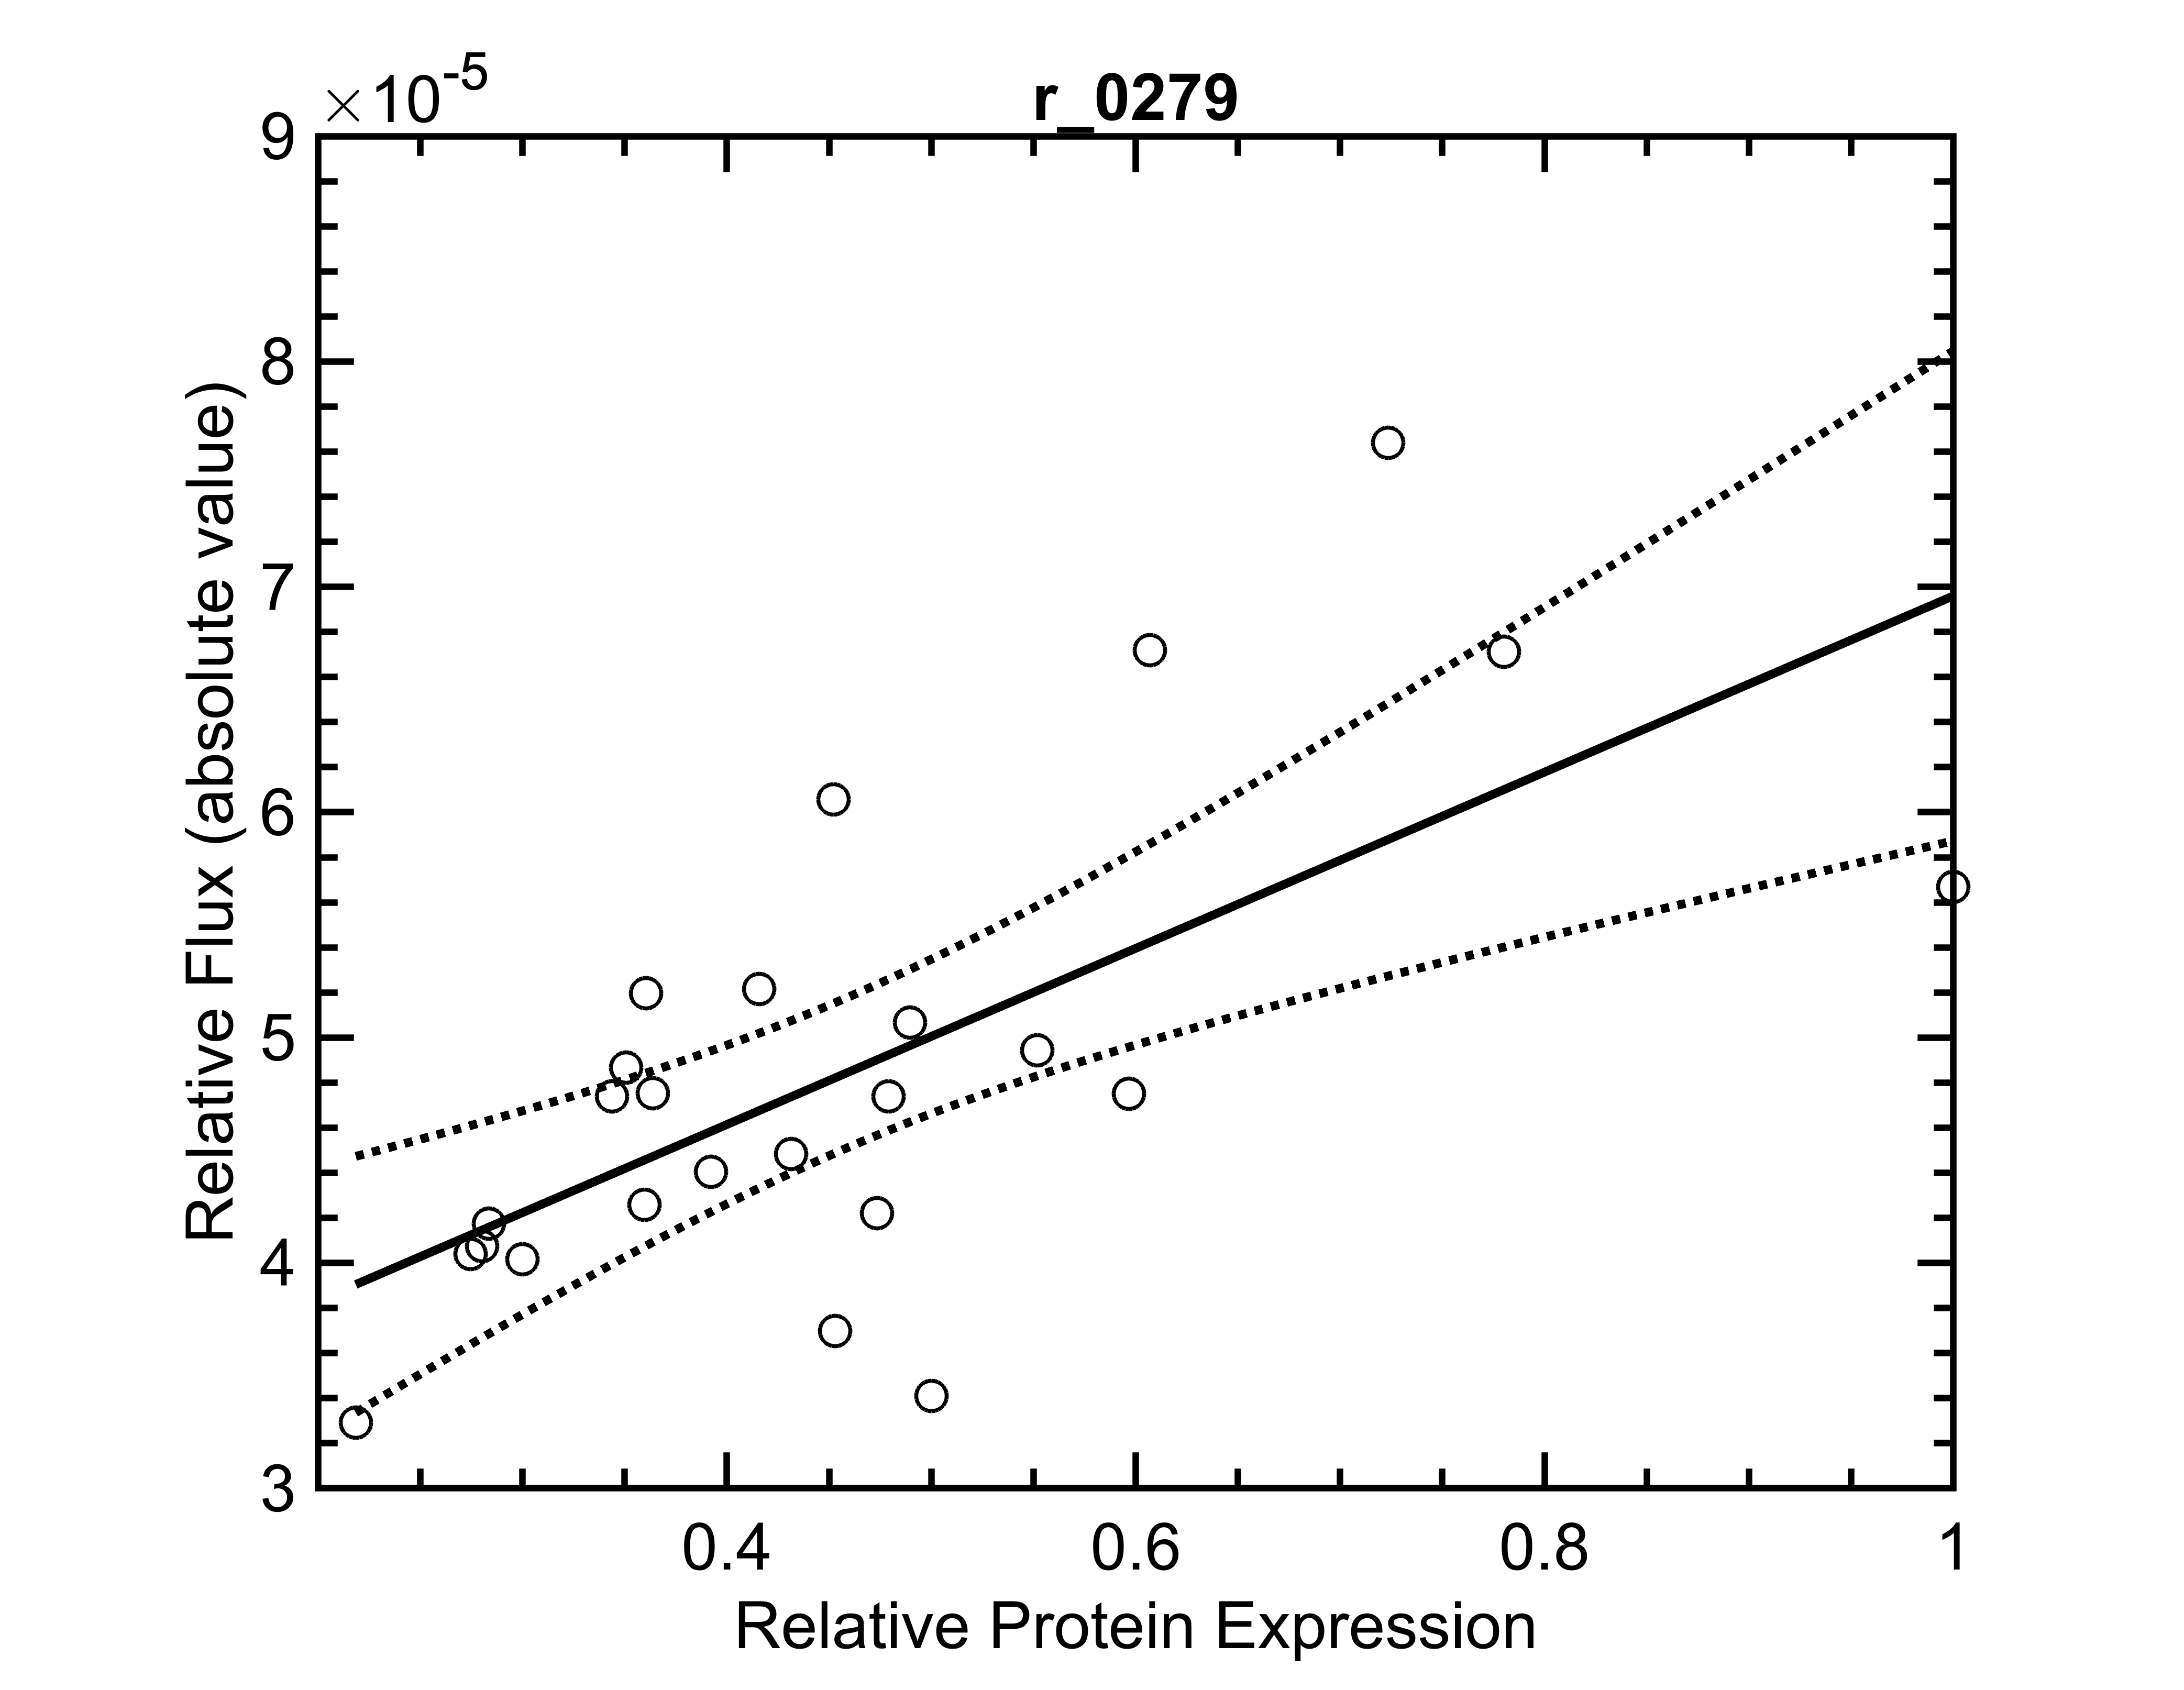 ×10-5
r_0279
9
8
7
6
5
4
3
Relative Flux (absolute value)
0.4 0.6 0.8 1
Relative Protein Expression